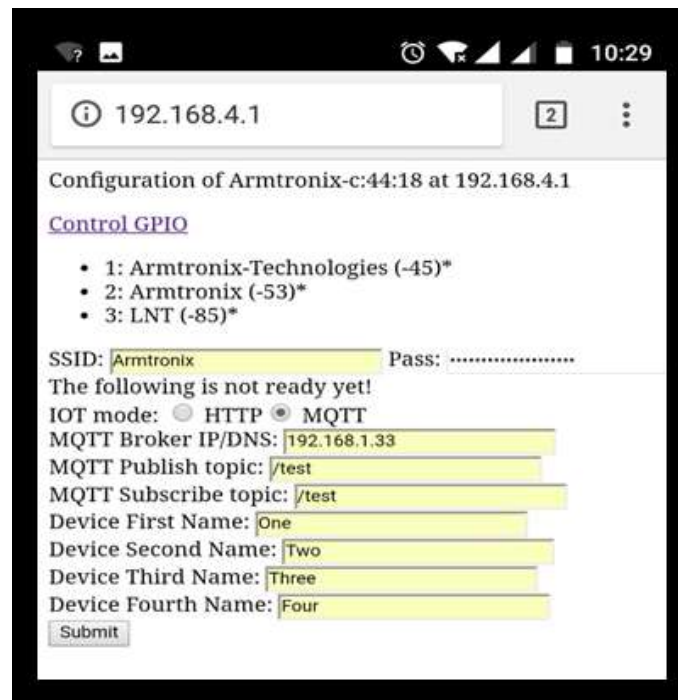 ? 10:29
192.168.4.1 2
Configuration of Armtronix-c:44:18 at 192.168.4.1
Control GPIO
• 1: Armtronix-Technologies (-45)*
• 2: Armtronix (-53)*
• 3: LNT (-85)*
SSID: Armtronix Pass: ••••••••••••••••••••
The following is not ready yet!
IOT mode: HTTP MQTT
MQTT Broker IP/DNS: 192.168.1.33
MQTT Publish topic: /test
MQTT Subscribe topic: /test
Device First Name: One
Device Second Name: Two
Device Third Name: Three
Device Fourth Name: Four
Submit